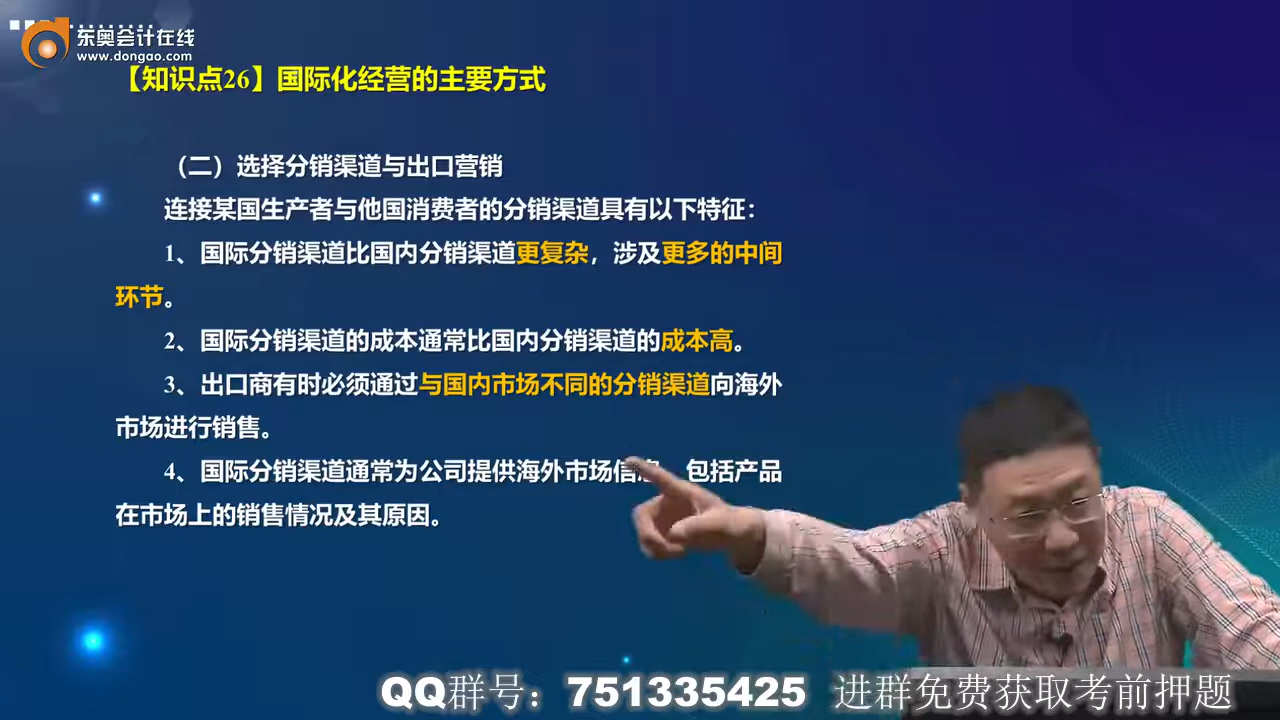 东奥会计在线
www.dongao.com
【知识点26】国际化经营的主要方式
（二）选择分销渠道与出口营销
连接某国生产者与他国消费者的分销渠道具有以下特征：
1、国际分销渠道比国内分销渠道更复杂，涉及更多的中间
环节。
2、国际分销渠道的成本通常比国内分销渠道的成本高。
3、出口商有时必须通过与国内市场不同的分销渠道向海外
市场进行销售。
4、国际分销渠道通常为公司提供海外市场信 包括产品
在市场上的销售情况及其原因。
QQ群号：751335425 进群免费获取考前押题